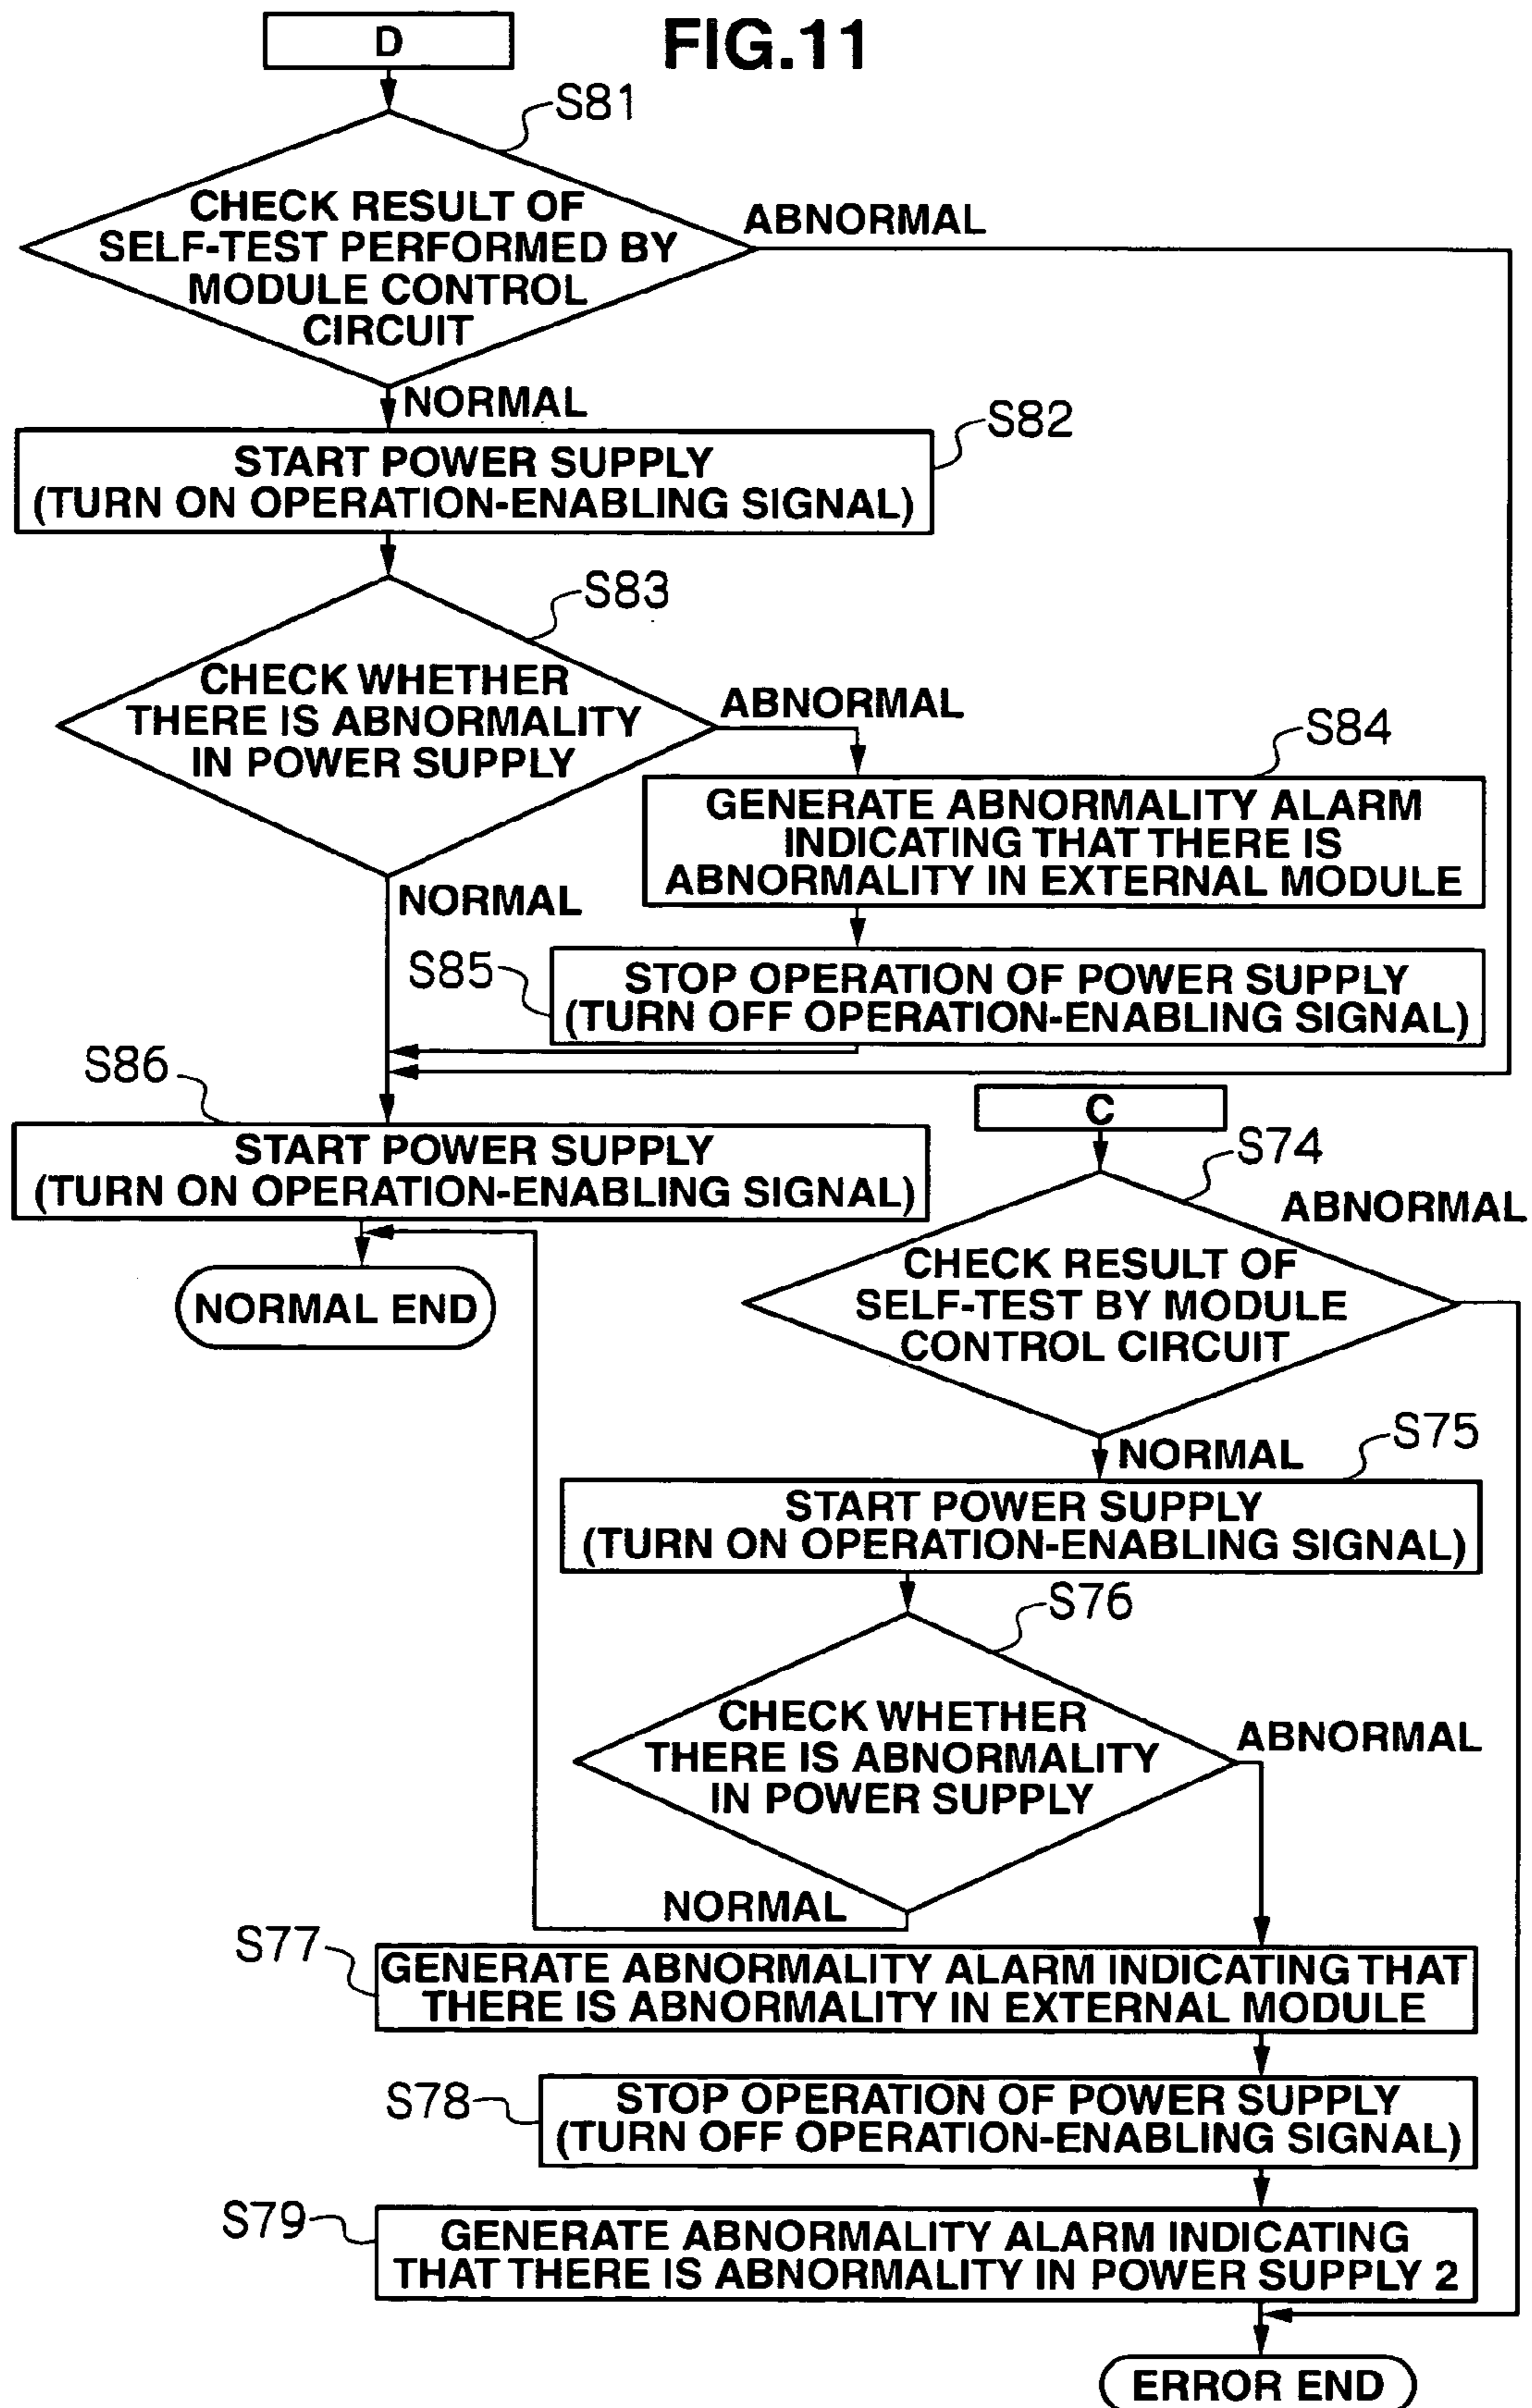 FIG.11
D
S81
CHECK RESULT OF
SELF-TEST PERFORMED BY
MODULE CONTROL
CIRCUIT
ABNORMAL
NORMAL
S82
START POWER SUPPLY
(TURN ON OPERATION-ENABLING SIGNAL)
S83
CHECK WHETHER
THERE IS ABNORMALITY
IN POWER SUPPLY
ABNORMAL
NORMAL
S84
GENERATE ABNORMALITY ALARM
INDICATING THAT THERE IS
ABNORMALITY IN EXTERNAL MODULE
S85
STOP OPERATION OF POWER SUPPLY
(TURN OFF OPERATION-ENABLING SIGNAL)
S86
START POWER SUPPLY
(TURN ON OPERATION-ENABLING SIGNAL)
NORMAL END
C
S74
CHECK RESULT OF
SELF-TEST BY MODULE
CONTROL CIRCUIT
ABNORMAL
NORMAL
S75
START POWER SUPPLY
(TURN ON OPERATION-ENABLING SIGNAL)
S76
CHECK WHETHER
THERE IS ABNORMALITY
IN POWER SUPPLY
ABNORMAL
NORMAL
S77
GENERATE ABNORMALITY ALARM INDICATING THAT
THERE IS ABNORMALITY IN EXTERNAL MODULE
S78
STOP OPERATION OF POWER SUPPLY
(TURN OFF OPERATION-ENABLING SIGNAL)
S79
GENERATE ABNORMALITY ALARM INDICATING
THAT THERE IS ABNORMALITY IN POWER SUPPLY 2
ERROR END